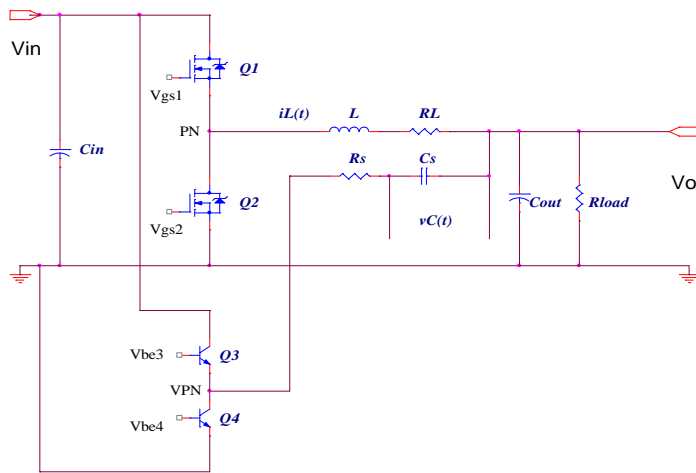 Vin
Q1
Vgs1
iL(t)
L
RL
PN
Cin
Rs
Cs
Vo
Q2
Cout
Rload
Vgs2
vC(t)
Vbe3
Q3
VPN
Vbe4
Q4